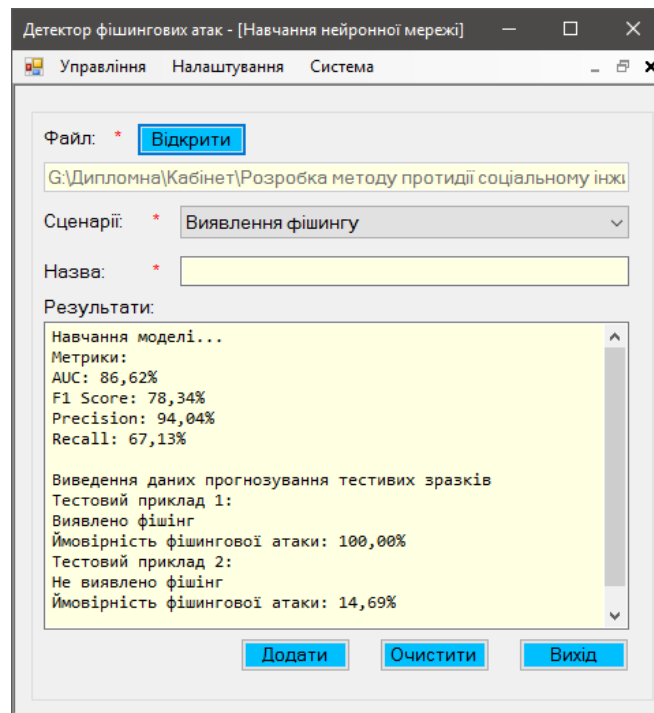 Детектор фішингових атак - [Навчання нейронної мережі]
Управління Налаштування Система
Файл: * Відкрити
G:\Дипломна\Кабінет\Розробка методу протидії соціальному інжи
Сценарії: * Виявлення фішингу
Назва: *
Результати:
Навчання моделі...
Метрики:
AUC: 86,62%
F1 Score: 78,34%
Precision: 94,04%
Recall: 67,13%
Виведення даних прогнозування тестивих зразків
Тестовий приклад 1:
Виявлено фішінг
Ймовірність фішингової атаки: 100,00%
Тестовий приклад 2:
Не виявлено фішінг
Ймовірність фішингової атаки: 14,69%
Додати Очистити Вихід